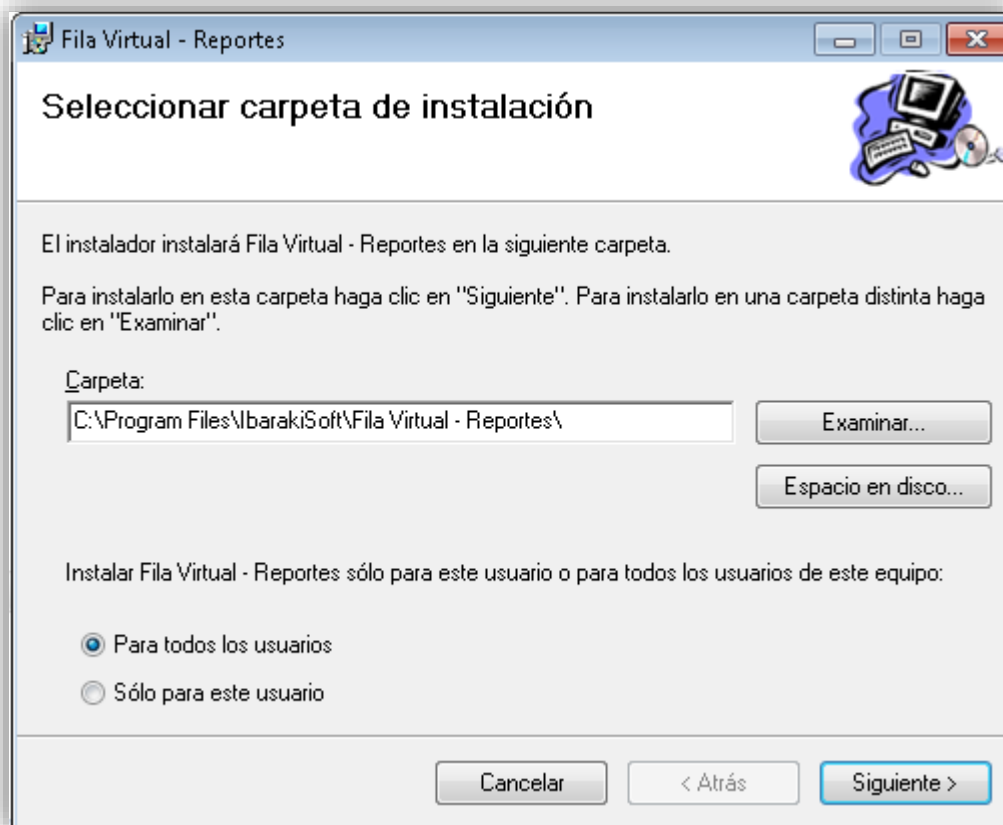 Fila Virtual - Reportes
Seleccionar carpeta de instalación
El instalador instalará Fila Virtual - Reportes en la siguiente carpeta.
Para instalarlo en esta carpeta haga clic en "Siguiente". Para instalarlo en una carpeta distinta haga
clic en "Examinar".
Carpeta:
C:\Program Files\IbarakiSoft\Fila Virtual - Reportes\
Examinar...
Espacio en disco...
Instalar Fila Virtual - Reportes sólo para este usuario o para todos los usuarios de este equipo:
Para todos los usuarios
Sólo para este usuario
Cancelar
< Atrás
Siguiente >